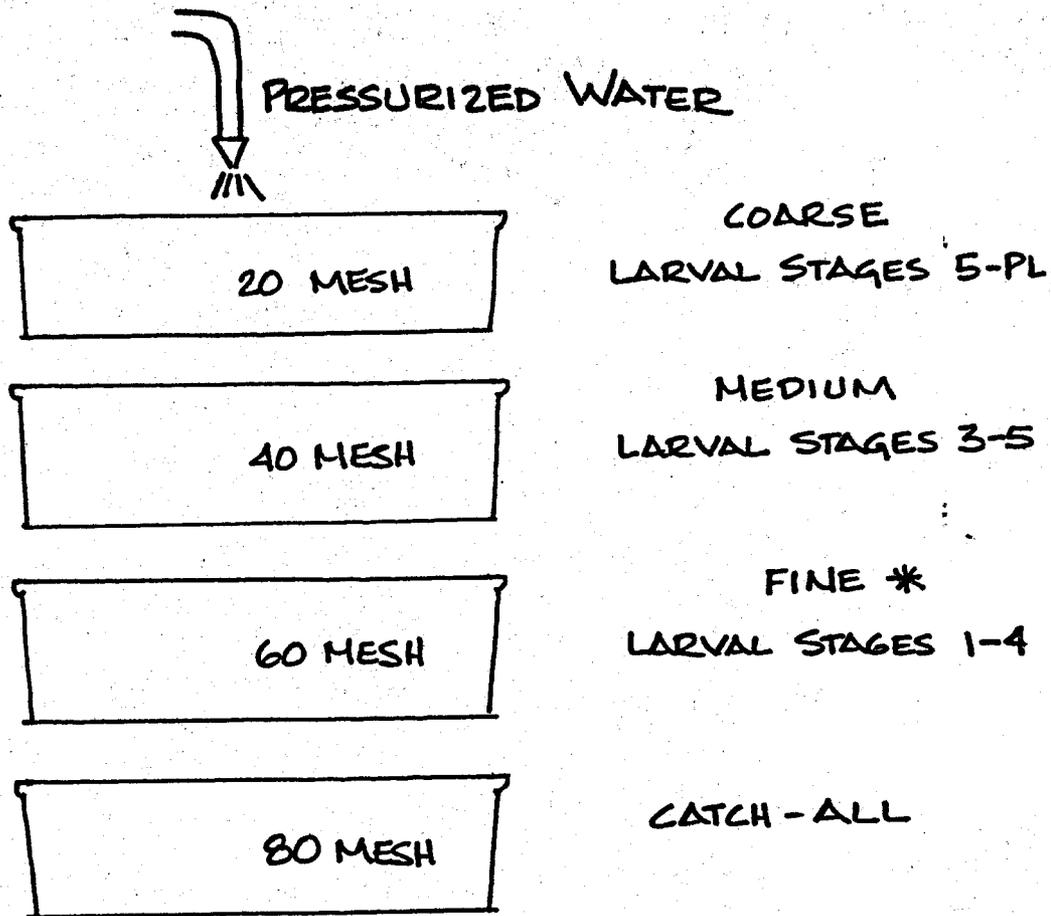 PRESSURIZED WATER
20 MESH
COARSE
LARVAL STAGES 5-PL
40 MESH
MEDIUM
LARVAL STAGES 3-5
60 MESH
FINE *
LARVAL STAGES 1-4
80 MESH
CATCH-ALL